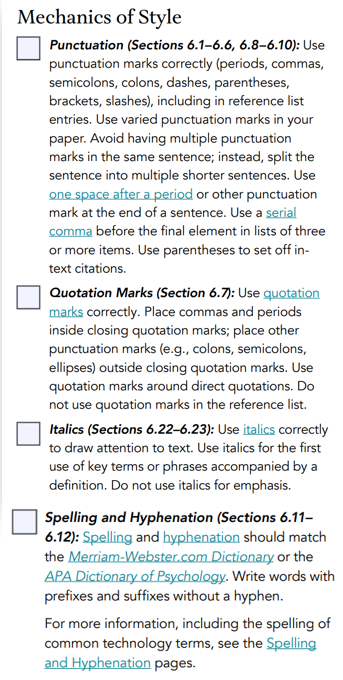 Mechanics of Style
Punctuation (Sections 6.1–6.6, 6.8–6.10): Use
punctuation marks correctly (periods, commas,
semicolons, colons, dashes, parentheses,
brackets, slashes), including in reference list
entries. Use varied punctuation marks in your
paper. Avoid having multiple punctuation
marks in the same sentence; instead, split the
sentence into multiple shorter sentences. Use
one space after a period or other punctuation
mark at the end of a sentence. Use a serial
comma before the final element in lists of three
or more items. Use parentheses to set off in-
text citations.
Quotation Marks (Section 6.7): Use quotation
marks correctly. Place commas and periods
inside closing quotation marks; place other
punctuation marks (e.g., colons, semicolons,
ellipses) outside closing quotation marks. Use
quotation marks around direct quotations. Do
not use quotation marks in the reference list.
Italics (Sections 6.22–6.23): Use italics correctly
to draw attention to text. Use italics for the first
use of key terms or phrases accompanied by a
definition. Do not use italics for emphasis.
Spelling and Hyphenation (Sections 6.11–
6.12): Spelling and hyphenation should match
the Merriam-Webster.com Dictionary or the
APA Dictionary of Psychology. Write words with
prefixes and suffixes without a hyphen.
For more information, including the spelling of
common technology terms, see the Spelling
and Hyphenation pages.